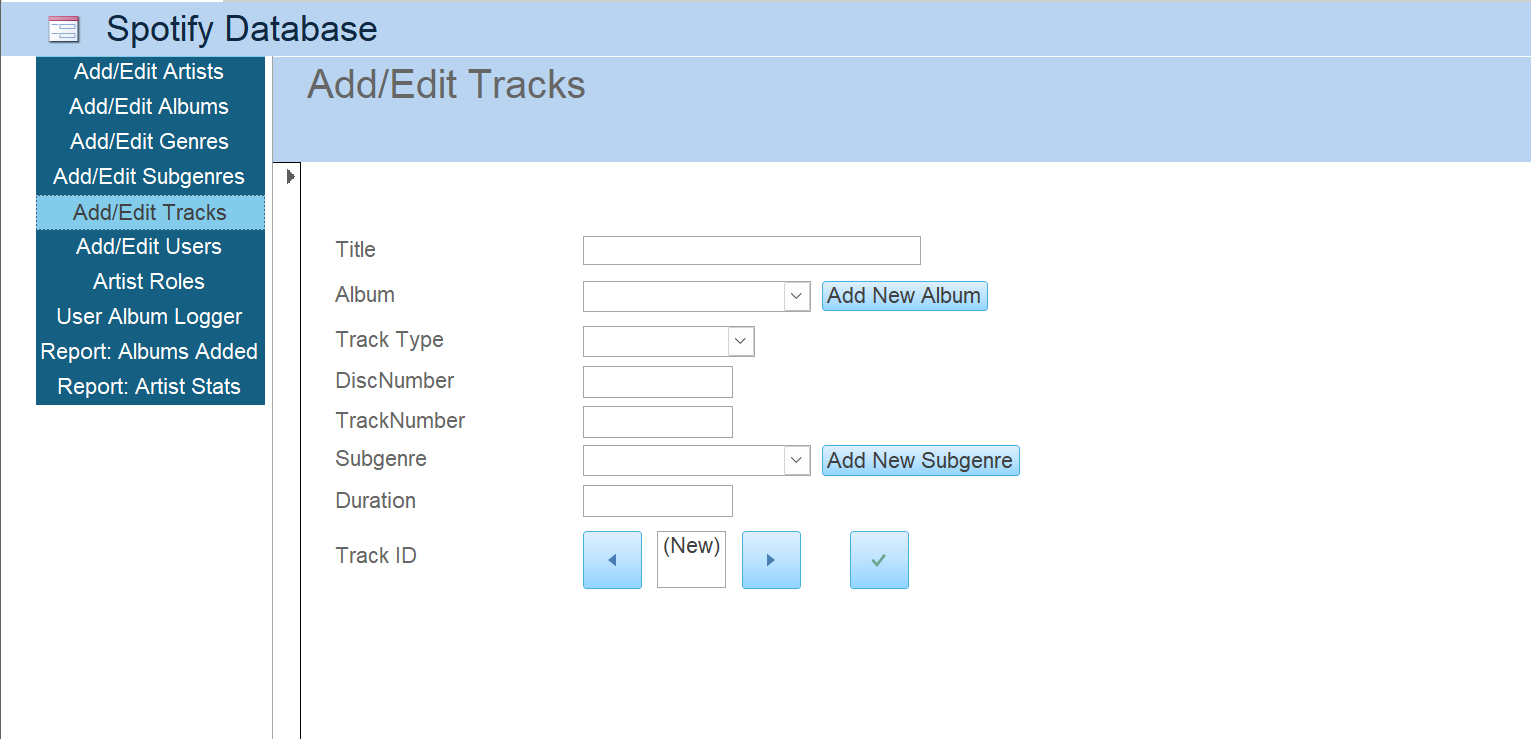 Spotify Database
Add/Edit Artists
Add/Edit Albums
Add/Edit Genres
Add/Edit Subgenres
Add/Edit Tracks
Add/Edit Users
Artist Roles
User Album Logger
Report: Albums Added
Report: Artist Stats
Add/Edit Tracks
Title
Album
Add New Album
Track Type
DiscNumber
TrackNumber
Subgenre
Add New Subgenre
Duration
Track ID
(New)